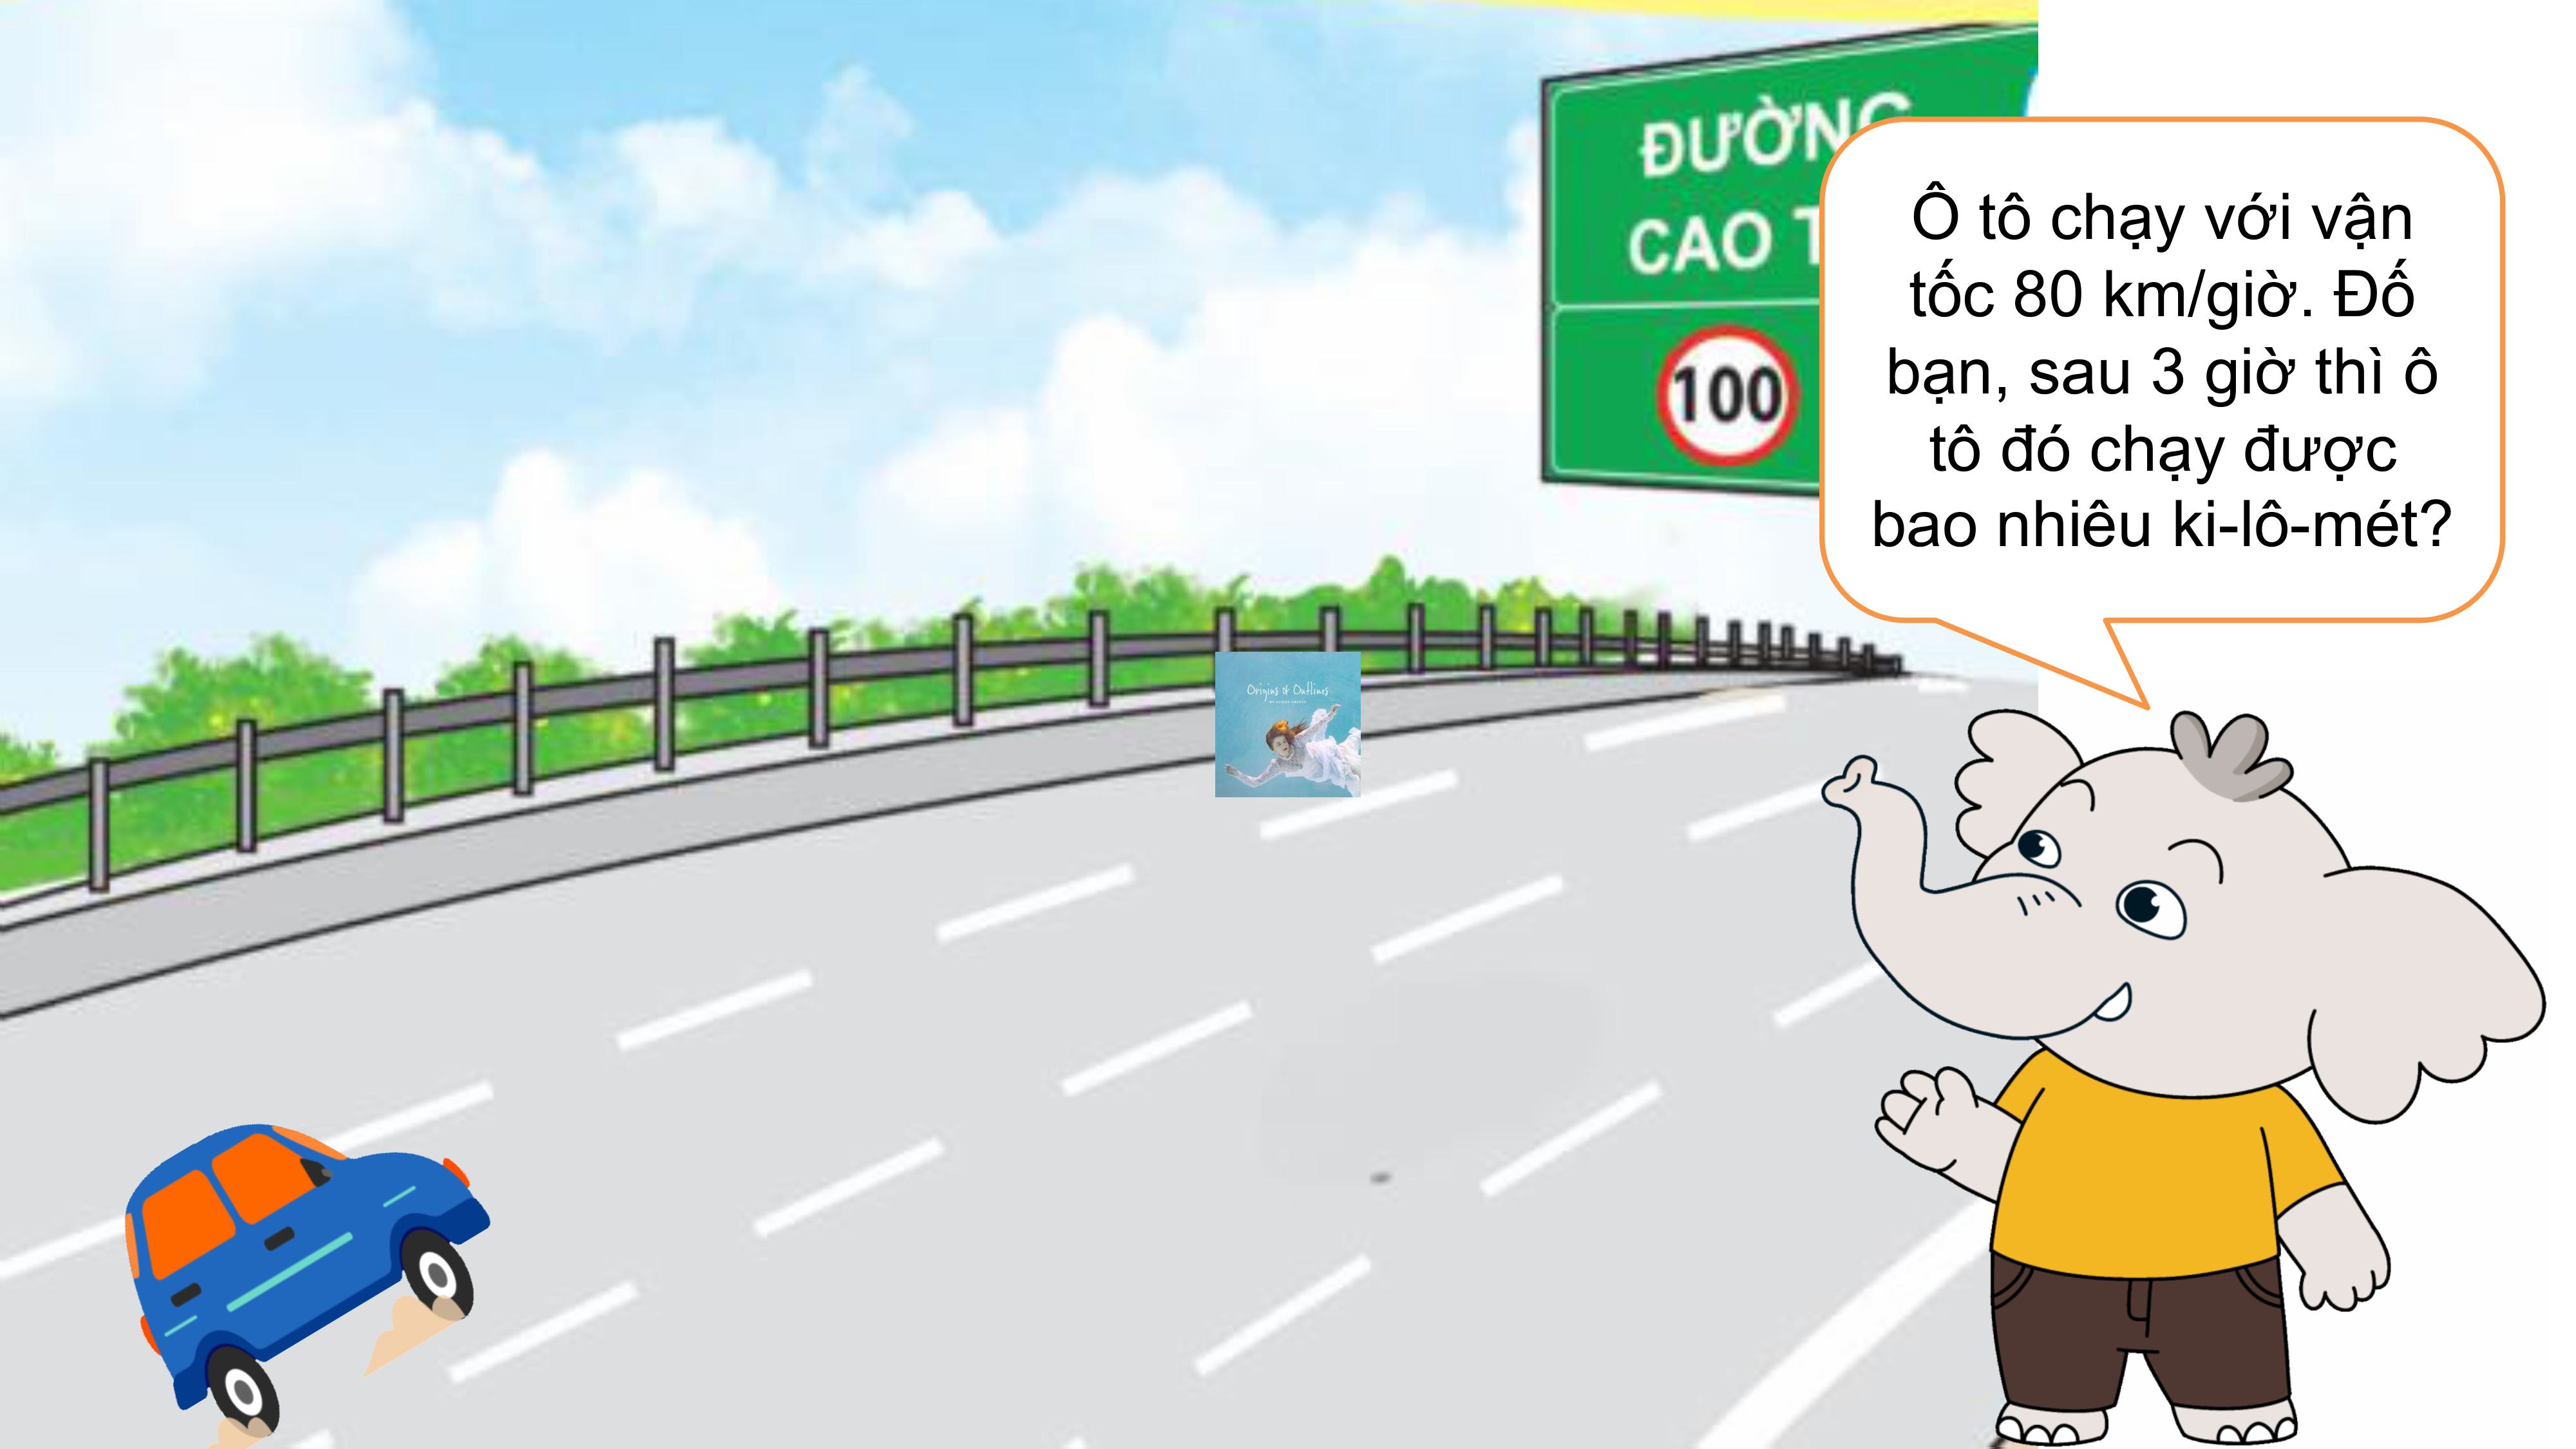 ĐƯỜNG
CAO
100
Ô tô chạy với vận
tốc 80 km/giờ. Đố
bạn, sau 3 giờ thì ô
tô đó chạy được
bao nhiêu ki-lô-mét?
Origins & Outlines